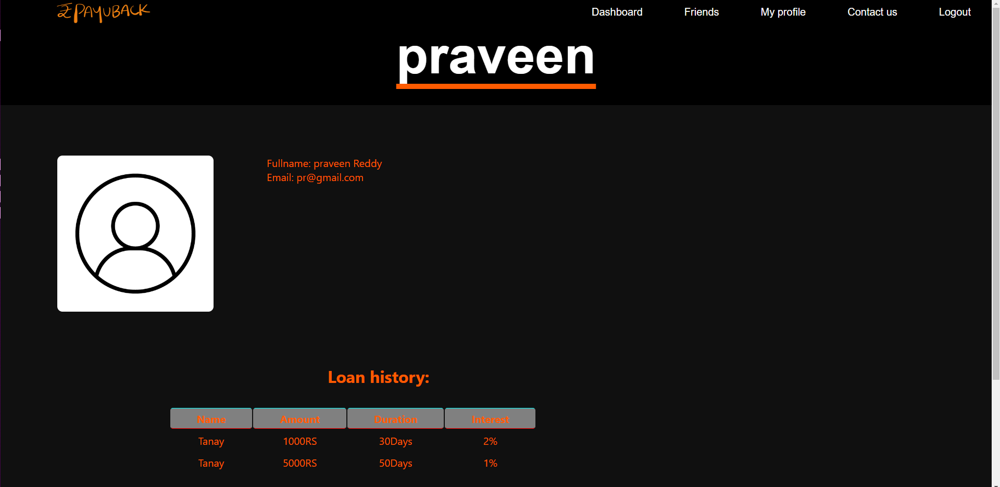 PAYUBACK
Dashboard Friends My profile Contact us Logout
praveen
Fullname: praveen Reddy
Email: pr@gmail.com
Loan history:
Name Amount Duration Interest
Tanay 1000RS 30Days 2%
Tanay 5000RS 50Days 1%